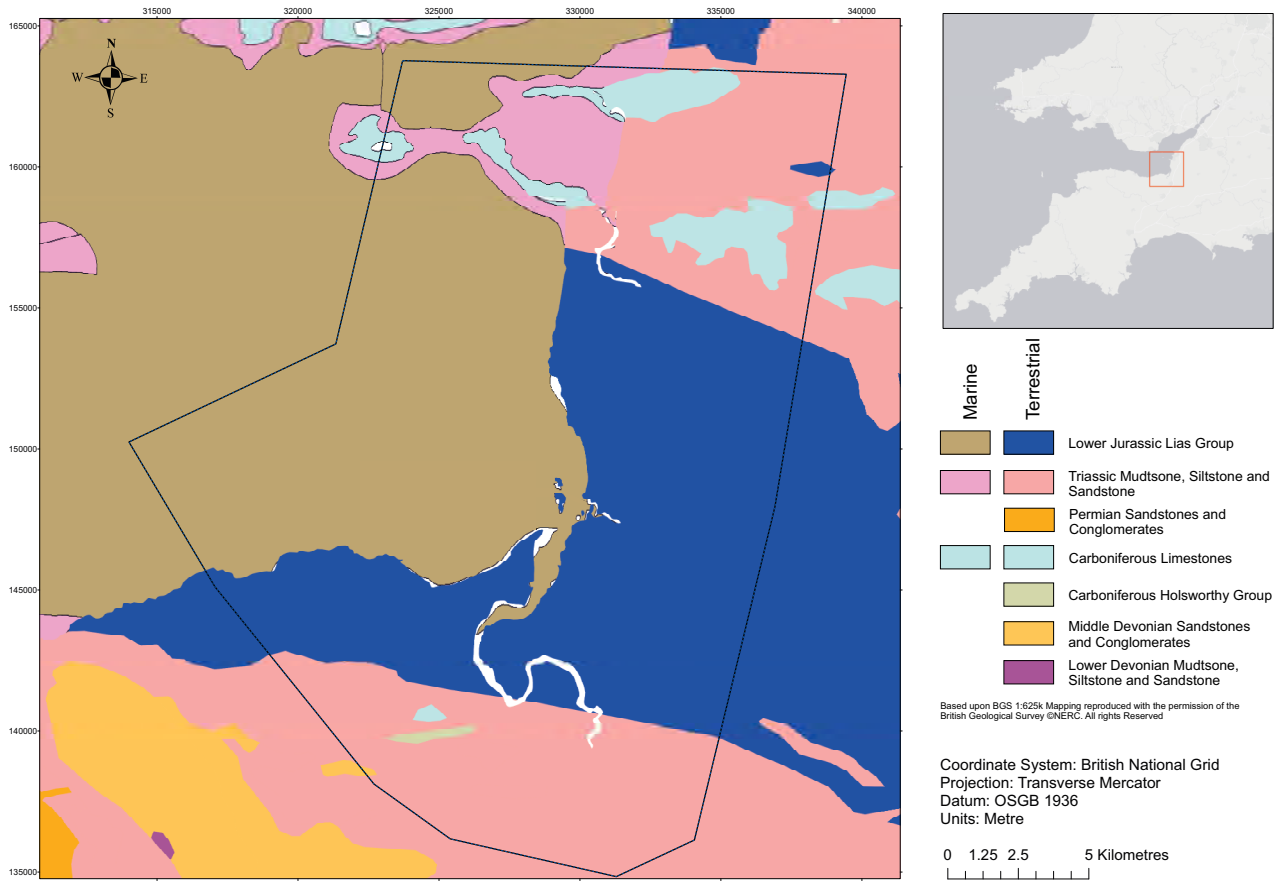 315000
320000
325000
330000
335000
340000
165000
160000
155000
150000
145000
140000
135000
N
W E
S
Marine
Terrestrial
Lower Jurassic Lias Group
Triassic Mudtsone, Siltstone and
Sandstone
Permian Sandstones and
Conglomerates
Carboniferous Limestones
Carboniferous Holsworthy Group
Middle Devonian Sandstones
and Conglomerates
Lower Devonian Mudtsone,
Siltstone and Sandstone
Based upon BGS 1:625k Mapping reproduced with the permission of the
British Geological Survey ©NERC. All rights Reserved
Coordinate System: British National Grid
Projection: Transverse Mercator
Datum: OSGB 1936
Units: Metre
0 1.25 2.5 5 Kilometres